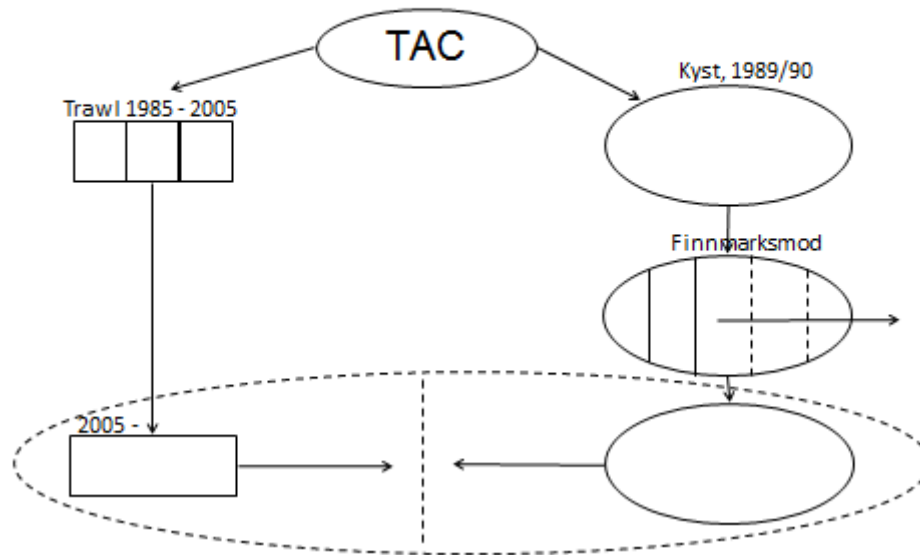 TAC
Kyst, 1989/90
Trawl 1985 - 2005
Finnmarksmod
2005 -